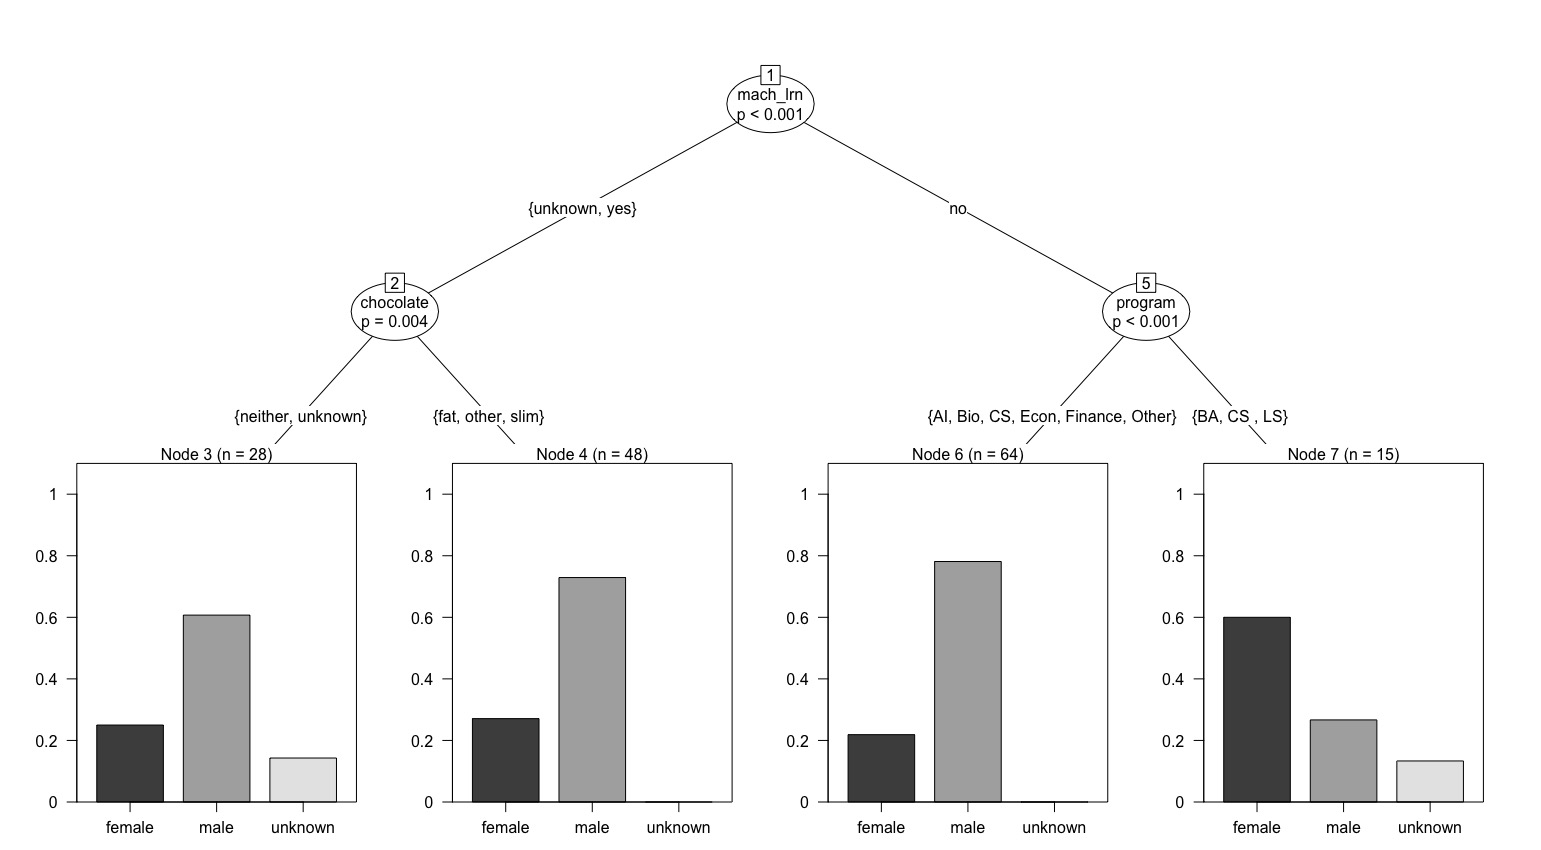 1
mach_lrn
p < 0.001
{unknown, yes}
no
2
chocolate
p = 0.004
5
program
p < 0.001
{neither, unknown}
{fat, other, slim}
{AI, Bio, CS, Econ, Finance, Other}
{BA, CS , LS}
Node 3 (n = 28)
1
0.8
0.6
0.4
0.2
0
female male unknown
Node 4 (n = 48)
1
0.8
0.6
0.4
0.2
0
female male unknown
Node 6 (n = 64)
1
0.8
0.6
0.4
0.2
0
female male unknown
Node 7 (n = 15)
1
0.8
0.6
0.4
0.2
0
female male unknown